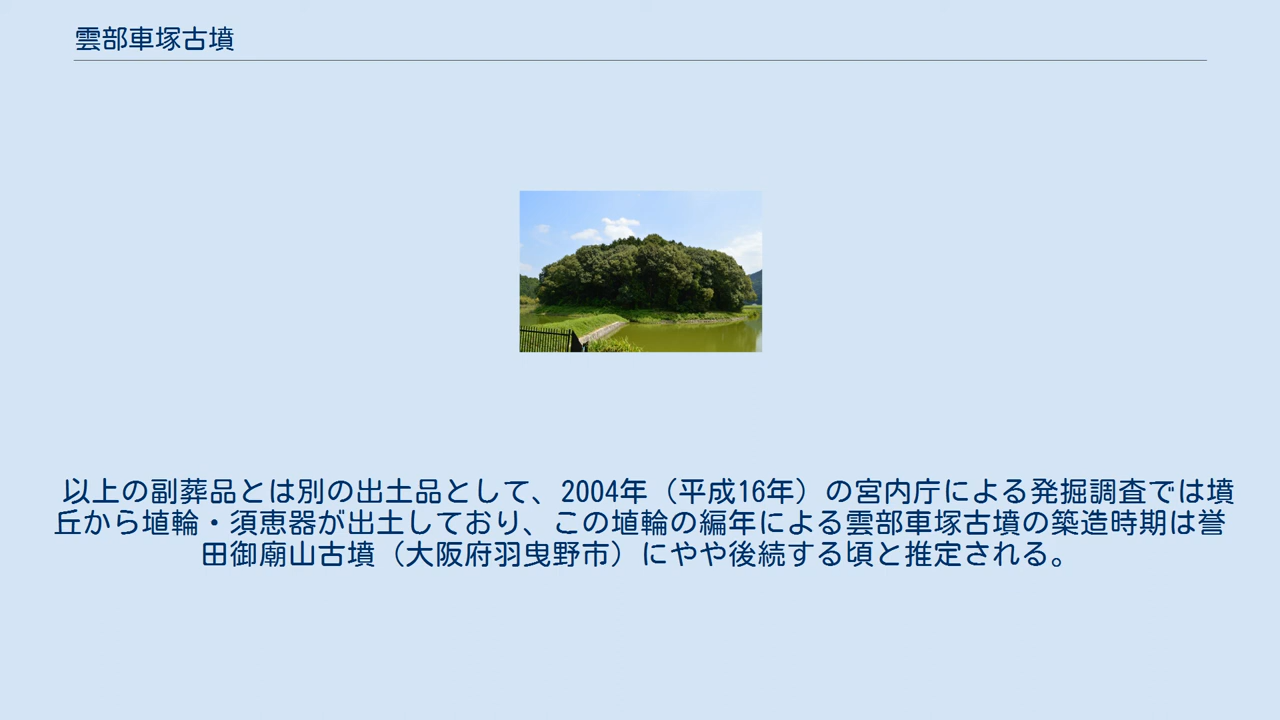 雲部車塚古墳
以上の副葬品とは別の出土品として、2004年（平成16年）の宮内庁による発掘調査では墳
丘から埴輪・須恵器が出土しており、この埴輪の編年による雲部車塚古墳の築造時期は誉
田御廟山古墳（大阪府羽曳野市）にやや後続する頃と推定される。